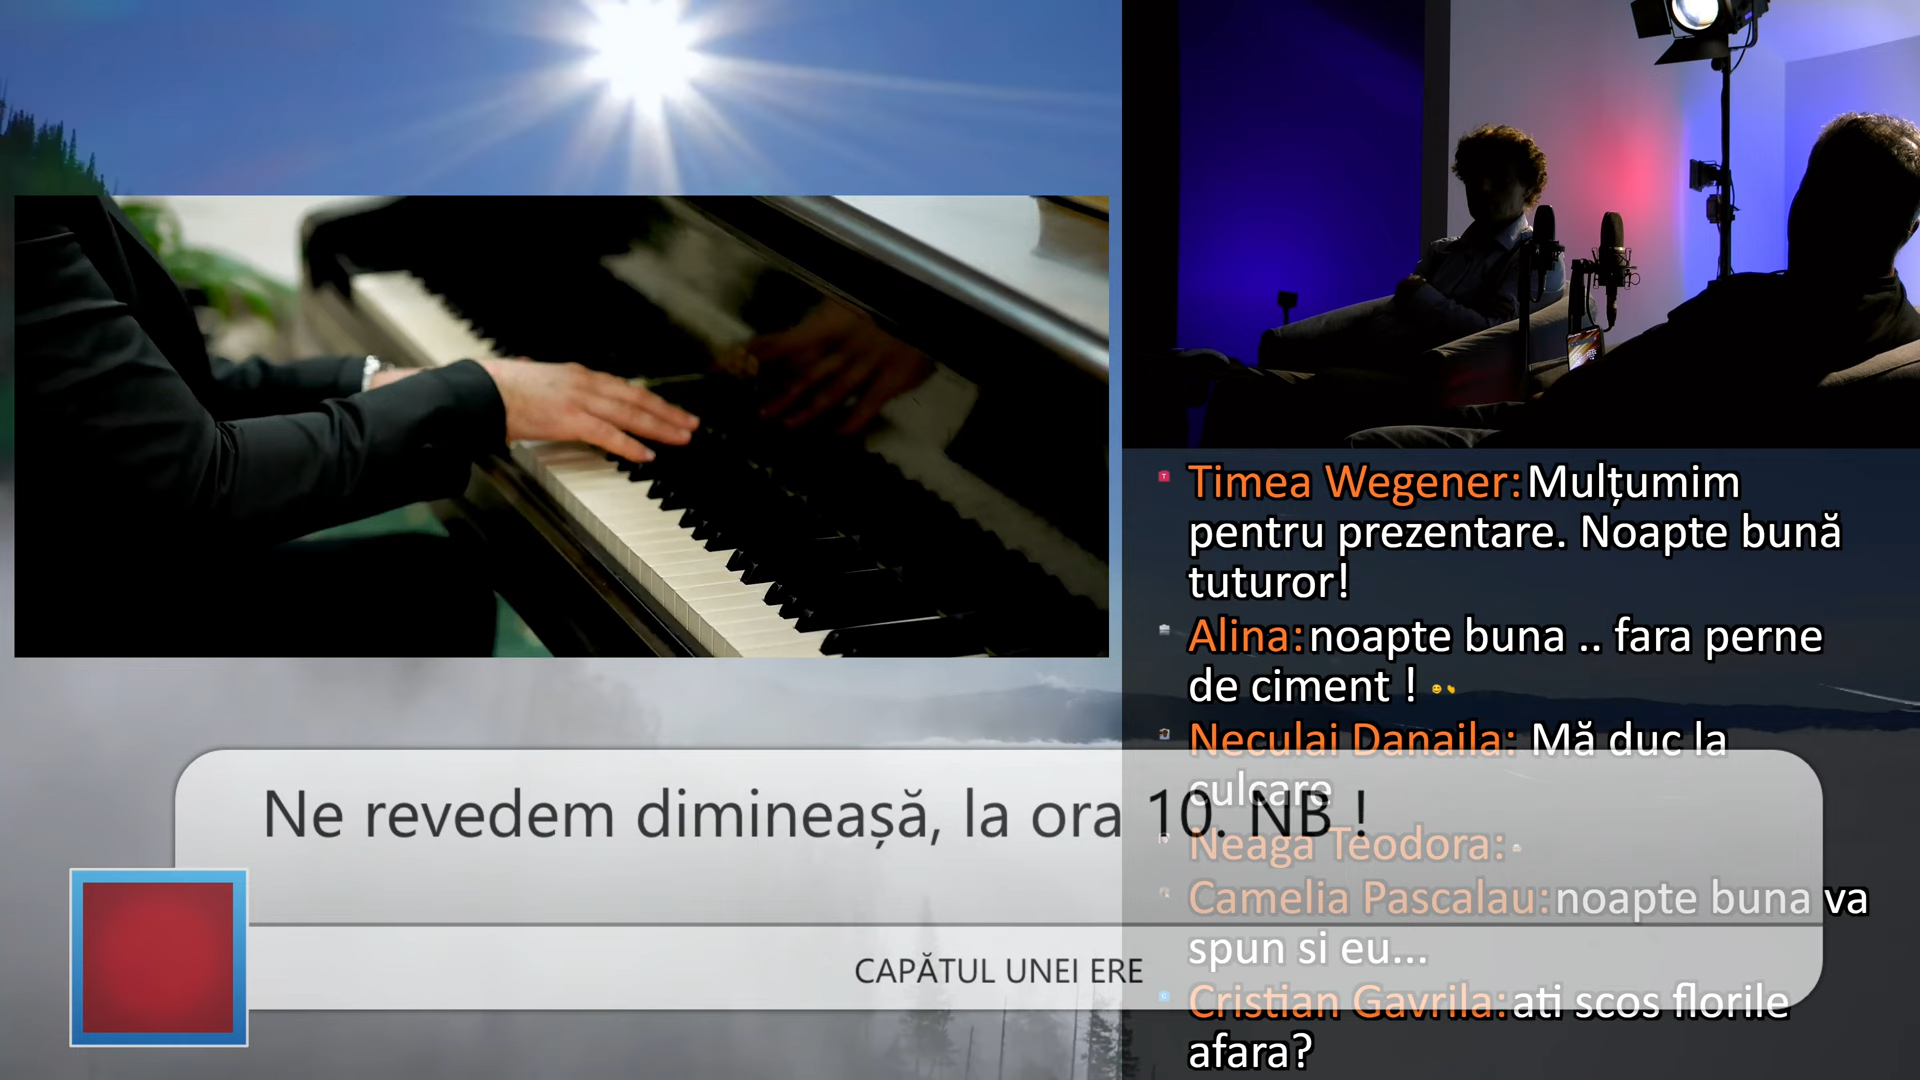 Timea Wegener: Mulțumim
pentru prezentare. Noapte bună
tuturor!
Alina: noapte buna .. fara perne
de ciment !
Neculai Danaila: Mă duc la
culcare
Neaga Teodora:
Camelia Pascalau: noapte buna va
spun si eu...
Cristian Gavrila: ati scos florile
afara?
Ne revedem dimineașă, la ora 10. NB !
CAPĂTUL UNEI ERE